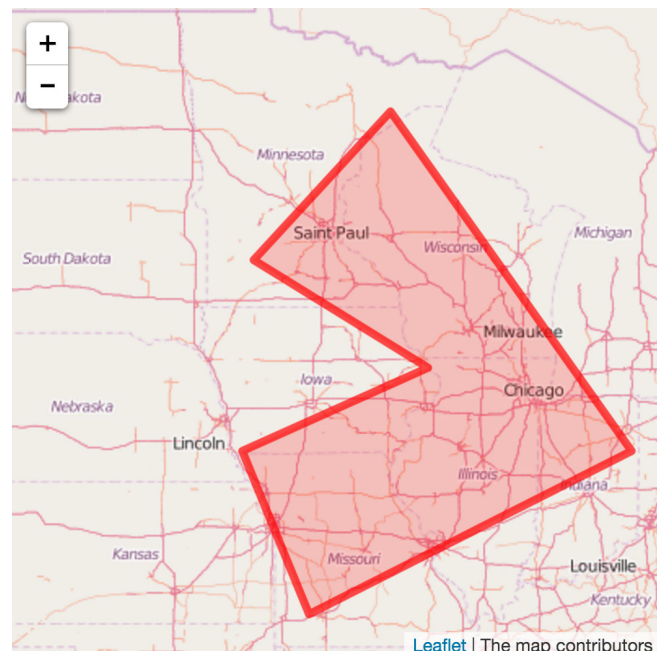 +
−
Minnesota
Saint Paul
South Dakota
Wisconsin
Michigan
Milwaukee
Iowa
Chicago
Nebraska
Lincoln
Illinois
Indiana
Kansas
Missouri
Louisville
Kentucky
Leaflet | The map contributors